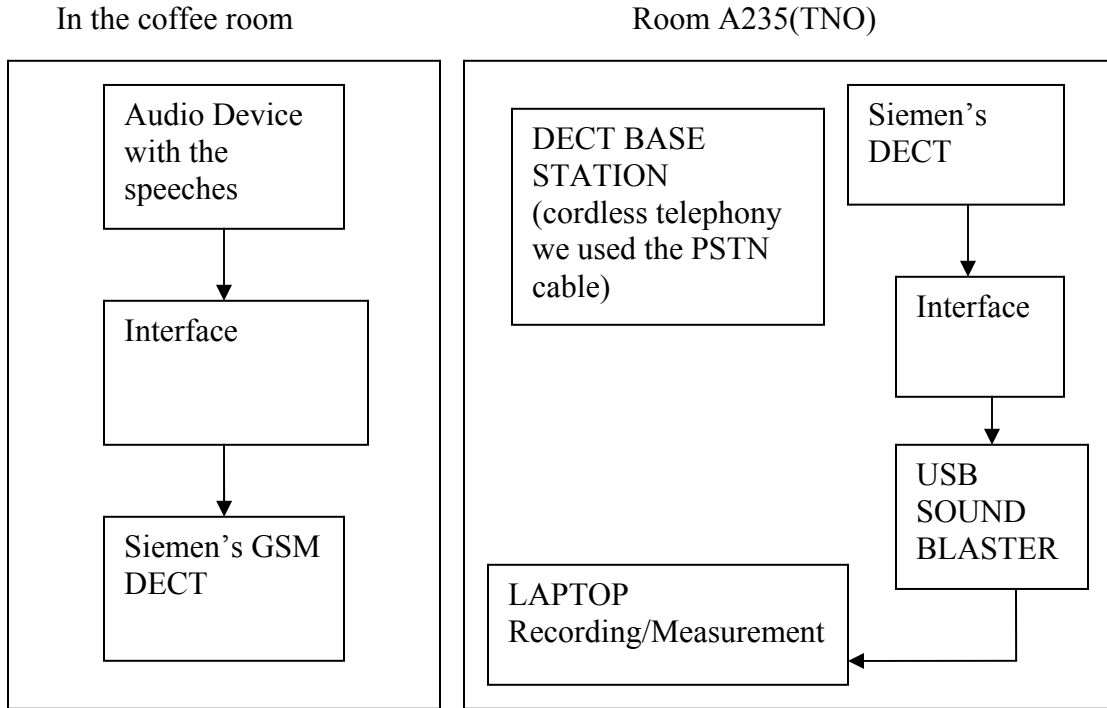 In the coffee room
Audio Device
with the
speeches
Interface
Siemen’s GSM
DECT
Room A235(TNO)
DECT BASE
STATION
(cordless telephony
we used the PSTN
cable)
Siemen’s
DECT
Interface
USB
SOUND
BLASTER
LAPTOP
Recording/Measurement